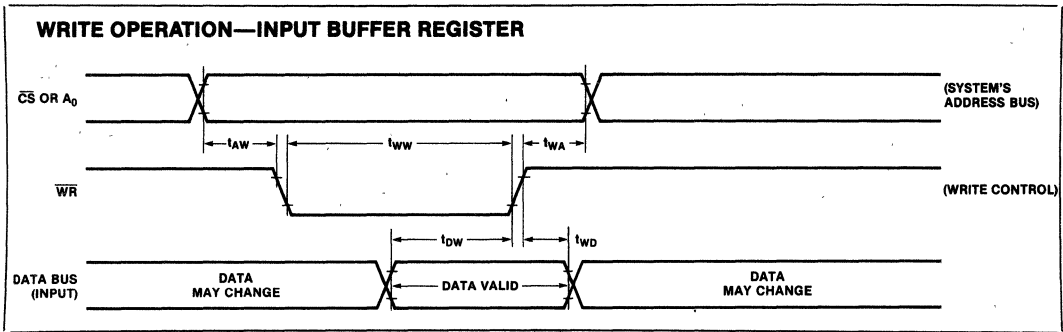 WRITE OPERATION—INPUT BUFFER REGISTER
CS OR A0
(SYSTEM'S
ADDRESS BUS)
tAW
tWW
tWA
WR
(WRITE CONTROL)
tDW
tWD
DATA BUS
(INPUT)
DATA
MAY CHANGE
DATA VALID
DATA
MAY CHANGE